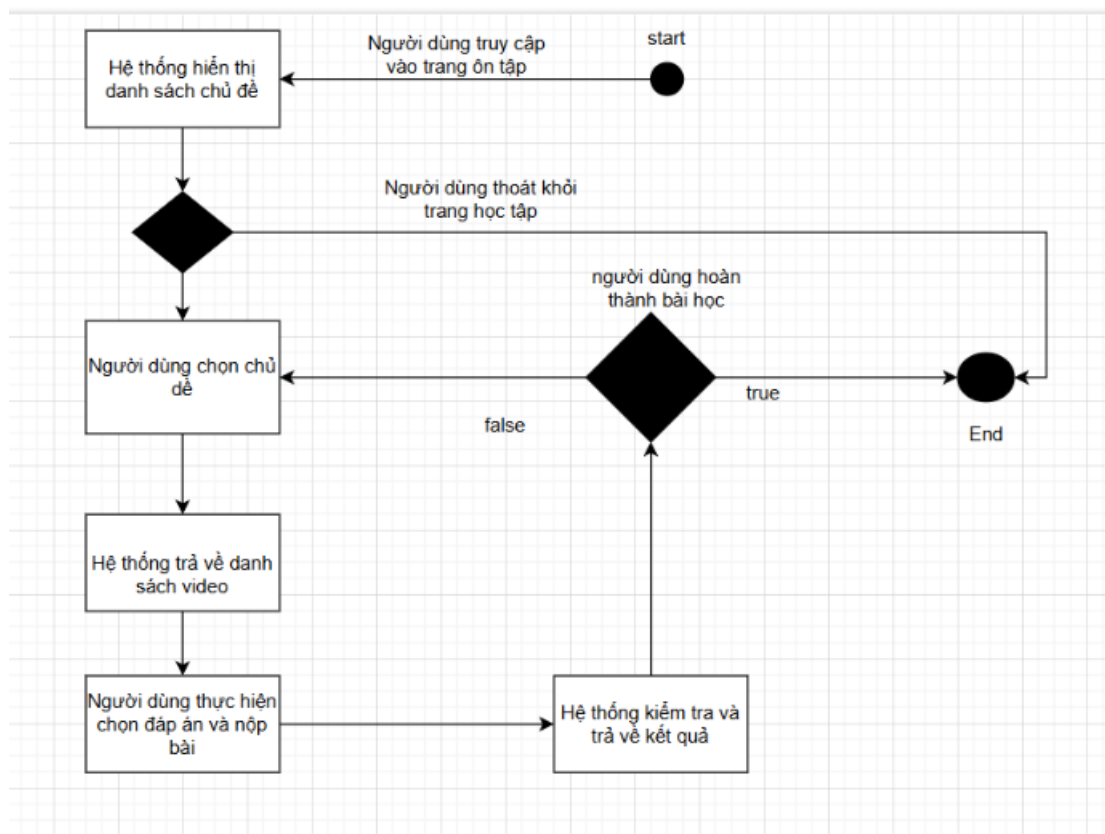 Người dùng truy cập
vào trang ôn tập
start
Hệ thống hiển thị
danh sách chủ đề
Người dùng thoát khỏi
trang học tập
người dùng hoàn
thành bài học
Người dùng chọn chủ
dề
true
false
End
Hệ thống trả về danh
sách video
Người dùng thực hiện
chọn đáp án và nộp
bài
Hệ thống kiểm tra và
trả về kết quả